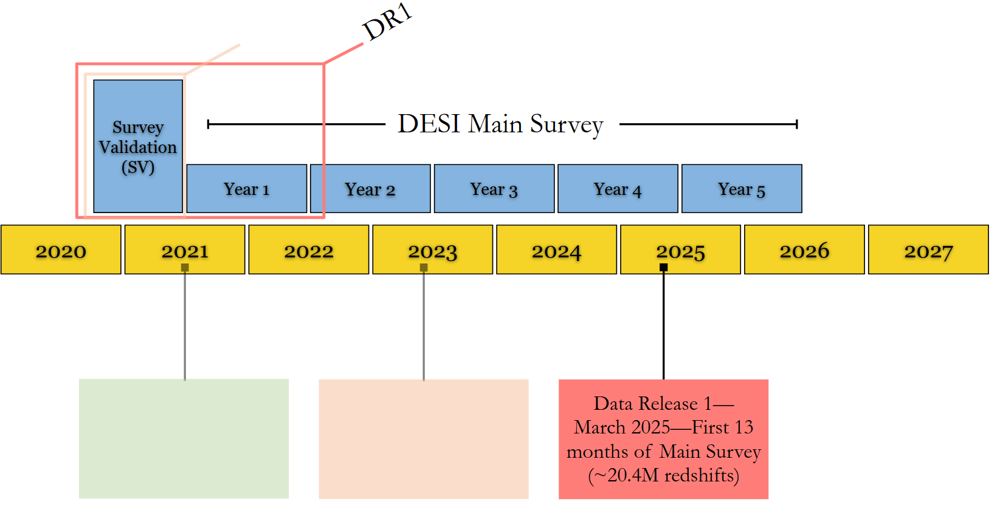 DR1
Survey
Validation
(SV)
DESI Main Survey
Year 1
Year 2
Year 3
Year 4
Year 5
2020
2021
2022
2023
2024
2025
2026
2027
Data Release 1—
March 2025—First 13
months of Main Survey
(~20.4M redshifts)